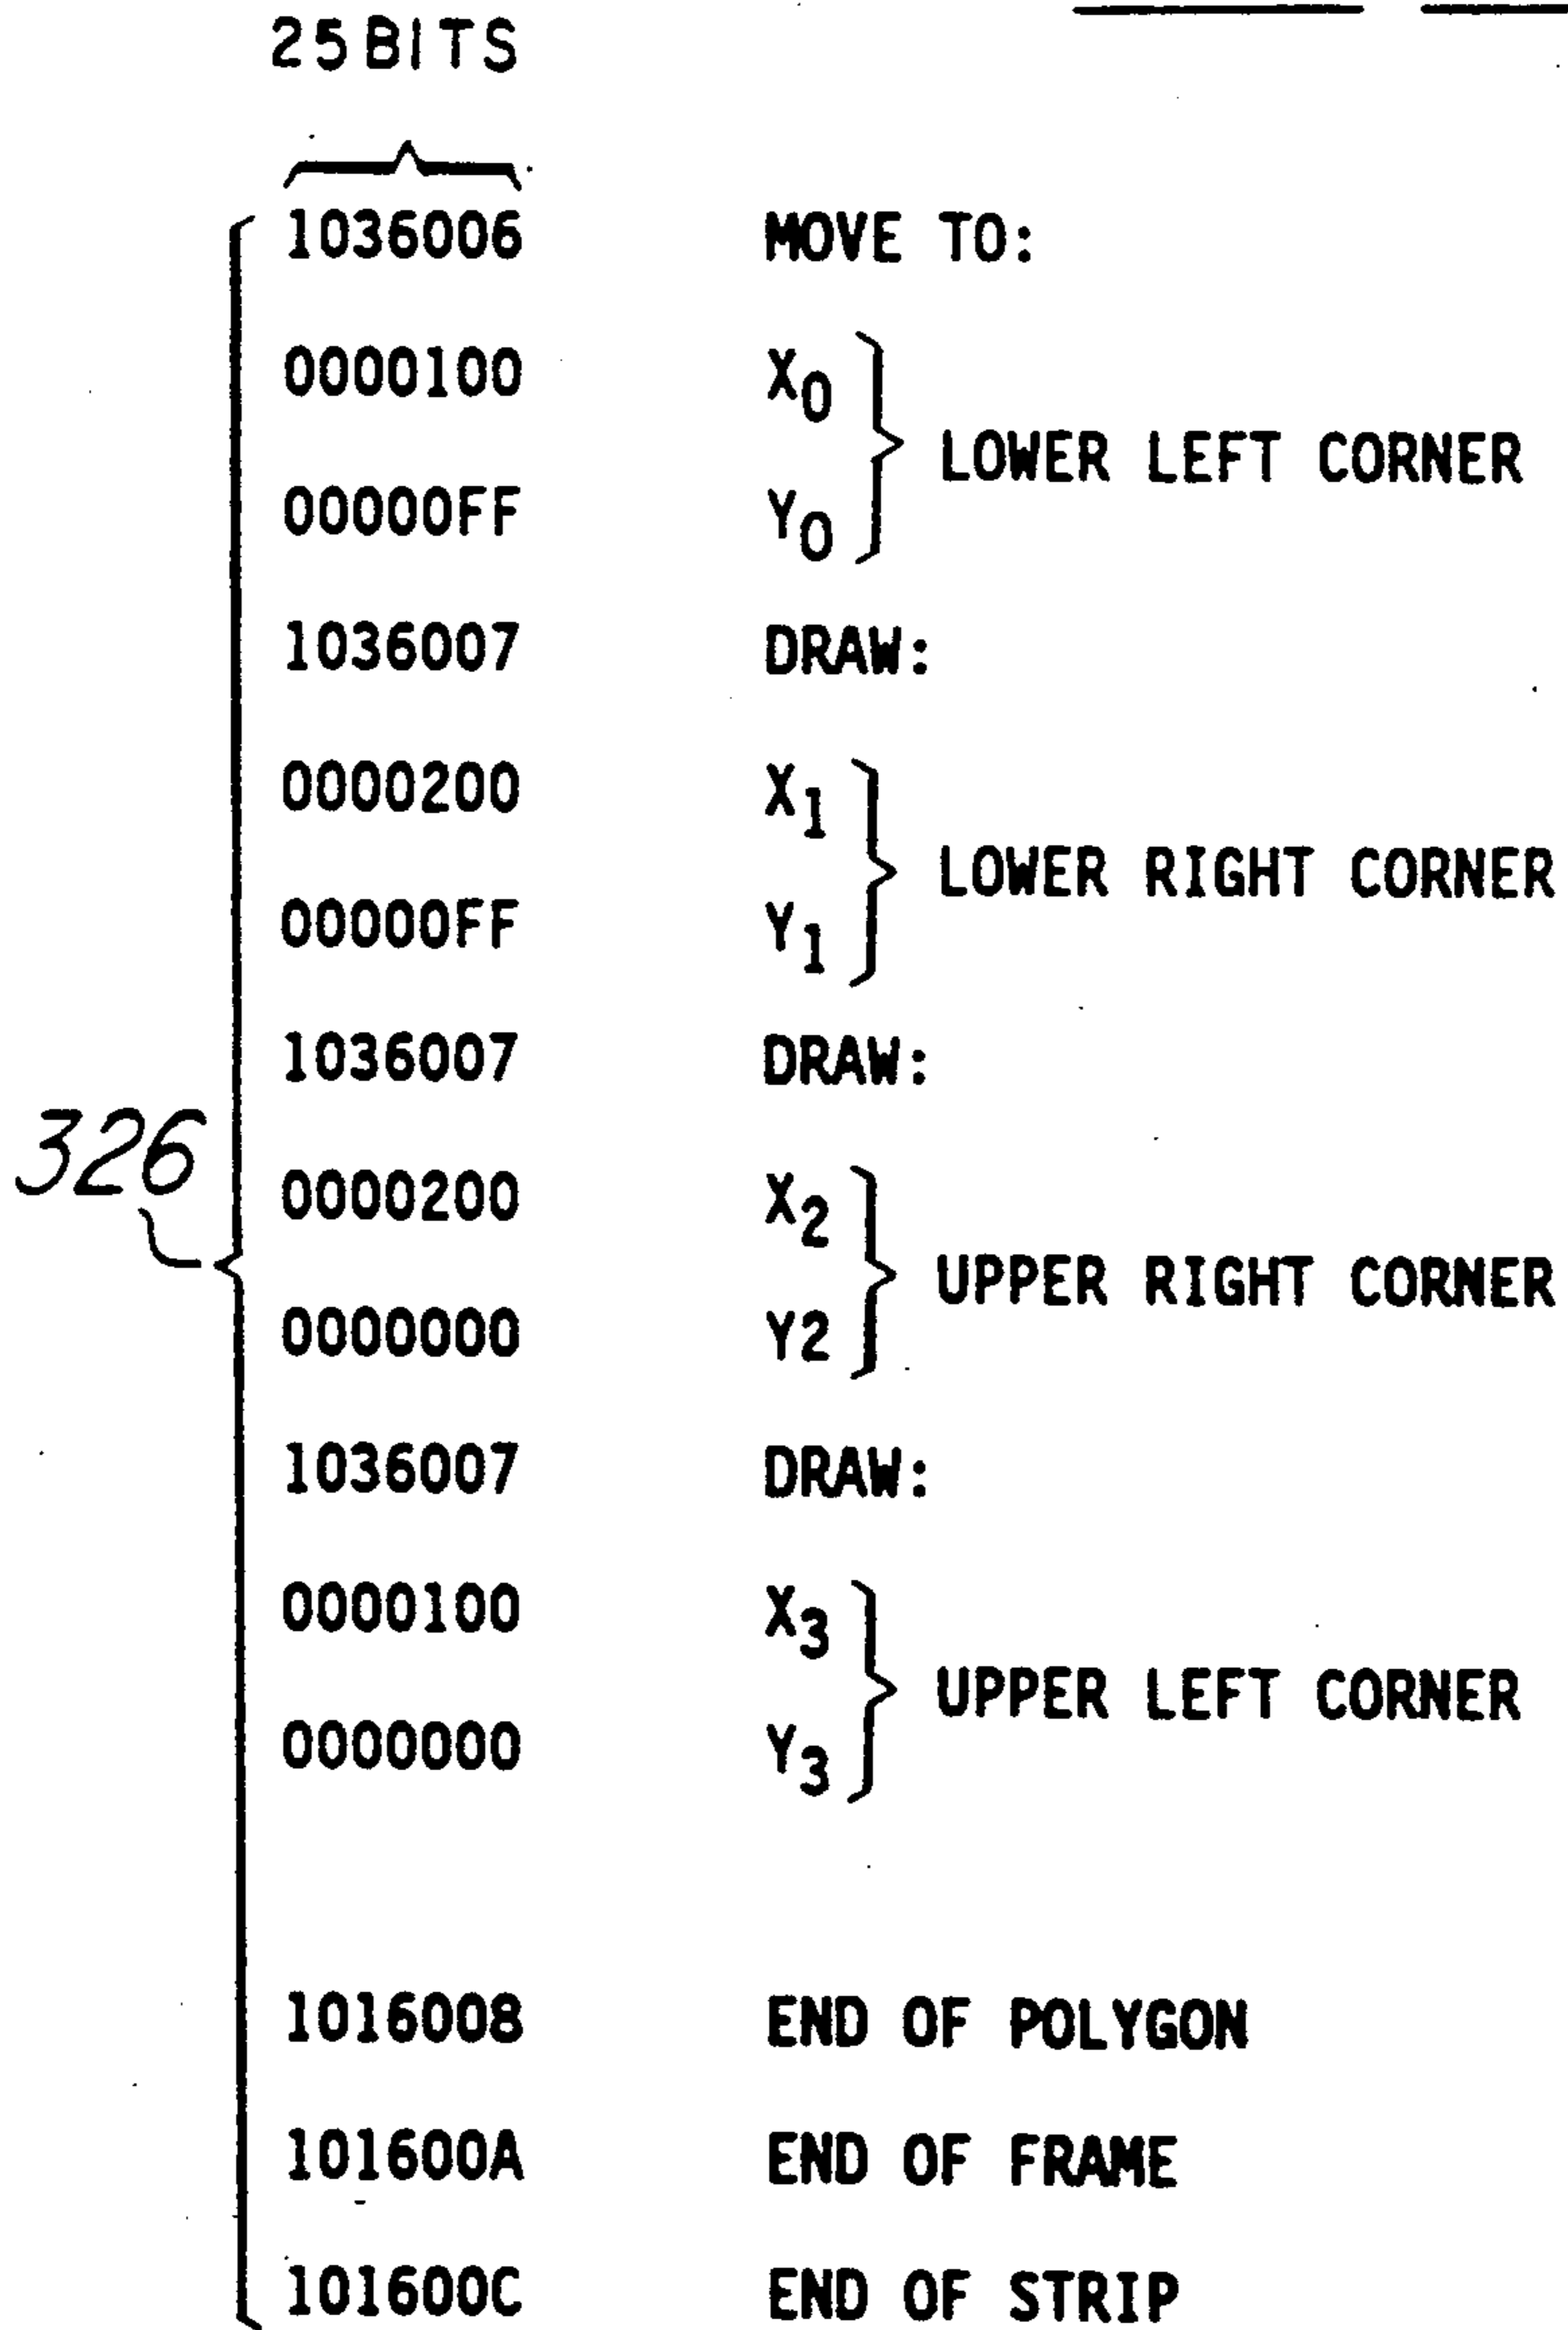 25 BITS
1036006 MOVE TO:
0000100 X0
LOWER LEFT CORNER
00000FF Y0
1036007 DRAW:
0000200 X1
LOWER RIGHT CORNER
00000FF Y1
1036007 DRAW:
326
0000200 X2
UPPER RIGHT CORNER
0000000 Y2
1036007 DRAW:
0000100 X3
UPPER LEFT CORNER
0000000 Y3
1016008 END OF POLYGON
101600A END OF FRAME
101600C END OF STRIP